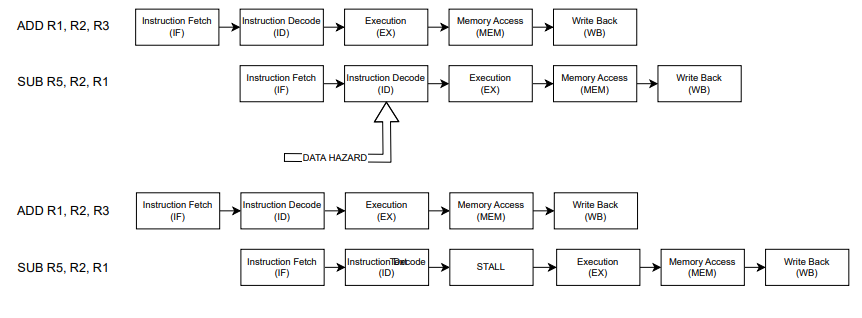 ADD R1, R2, R3
Instruction Fetch
(IF)
Instruction Decode
(ID)
Execution
(EX)
Memory Access
(MEM)
Write Back
(WB)
SUB R5, R2, R1
Instruction Fetch
(IF)
Instruction Decode
(ID)
Execution
(EX)
Memory Access
(MEM)
Write Back
(WB)
DATA HAZARD
ADD R1, R2, R3
Instruction Fetch
(IF)
Instruction Decode
(ID)
Execution
(EX)
Memory Access
(MEM)
Write Back
(WB)
SUB R5, R2, R1
Instruction Fetch
(IF)
Instruction Decode
Text
(ID)
STALL
Execution
(EX)
Memory Access
(MEM)
Write Back
(WB)